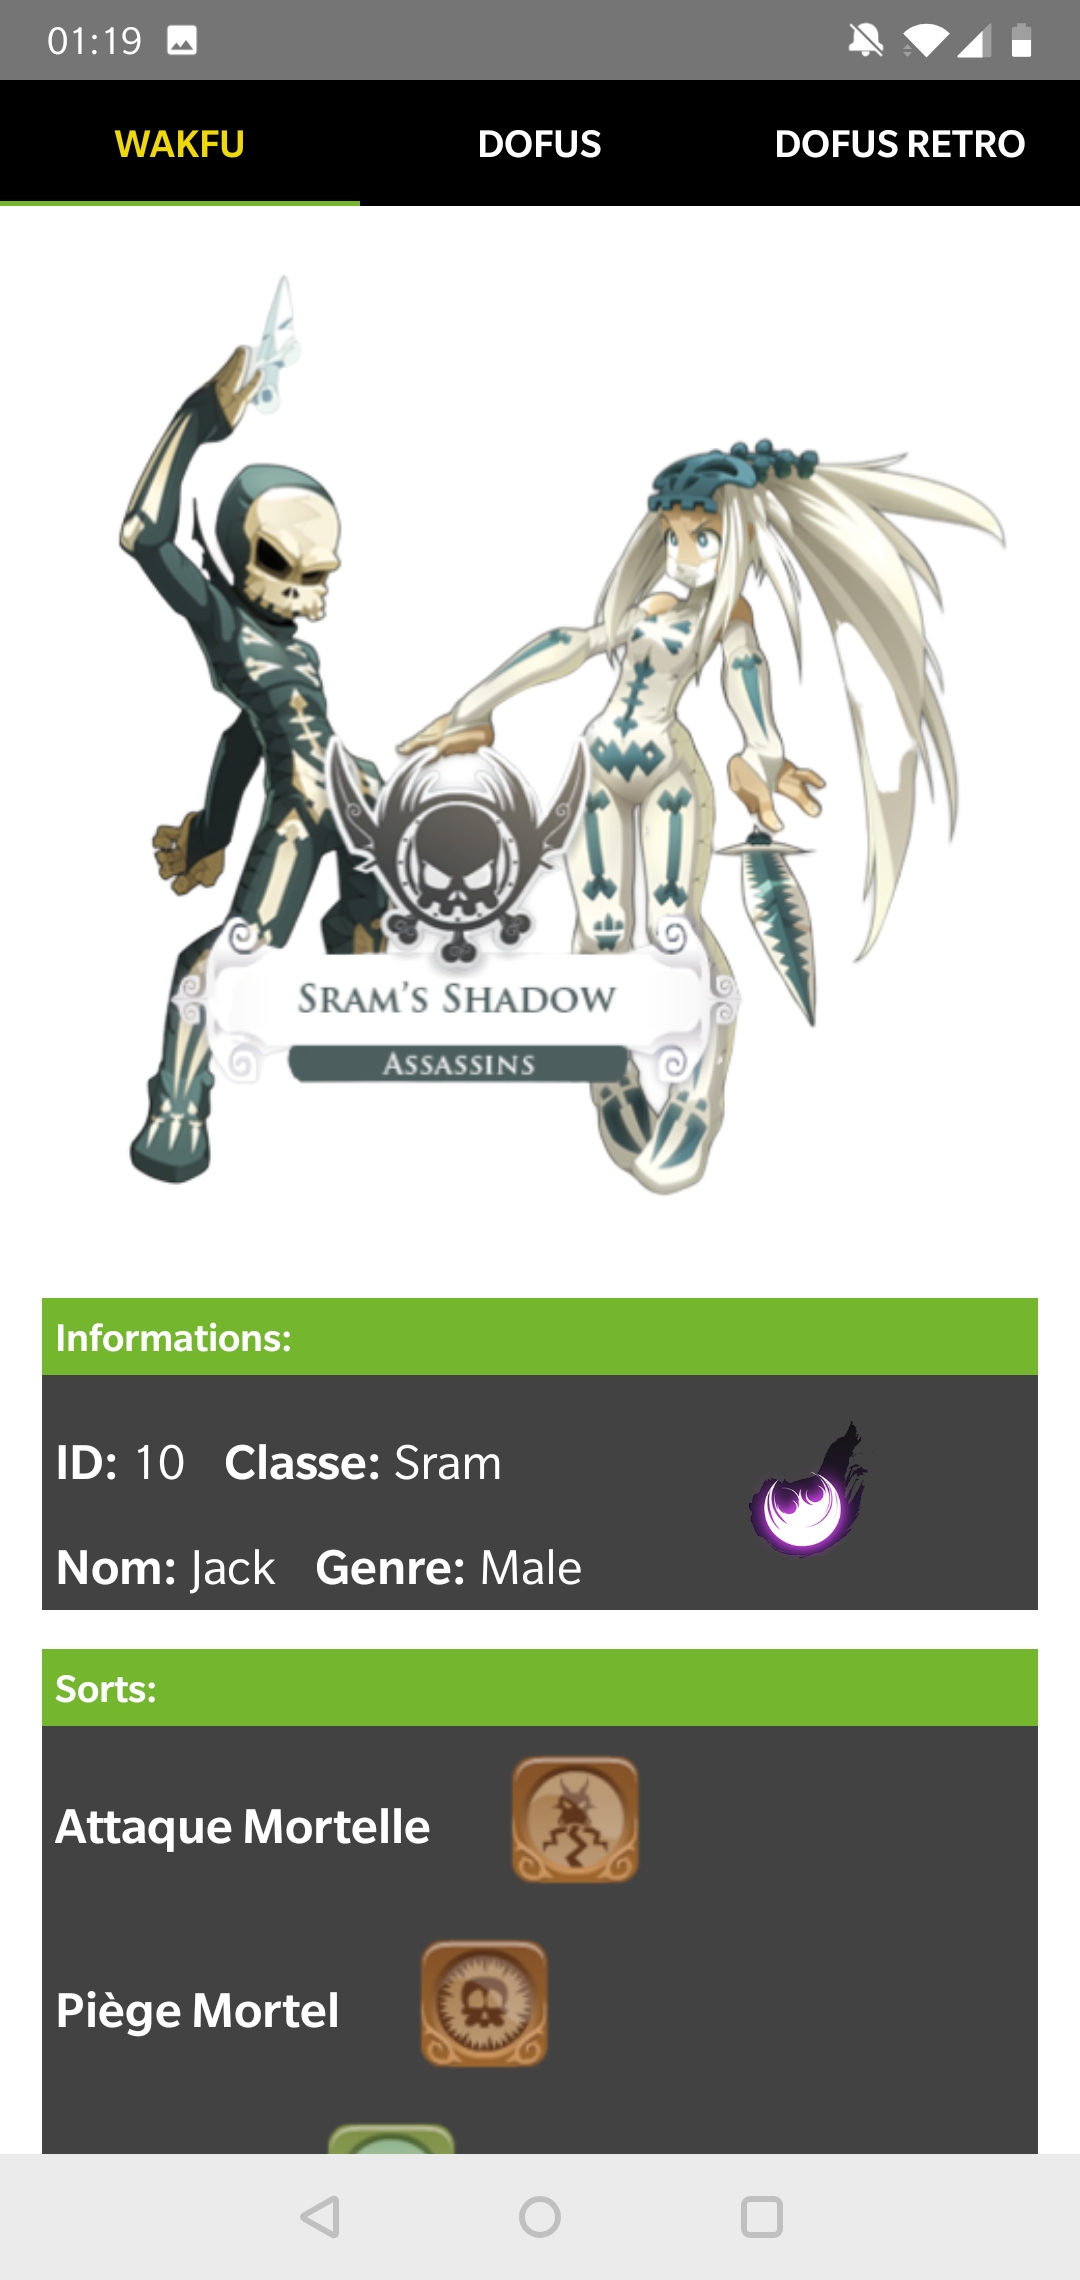 01:19
WAKFU DOFUS DOFUS RETRO
SRAM'S SHADOW
ASSASSINS
Informations:
ID: 10 Classe: Sram
Nom: Jack Genre: Male
Sorts:
Attaque Mortelle
Piège Mortel